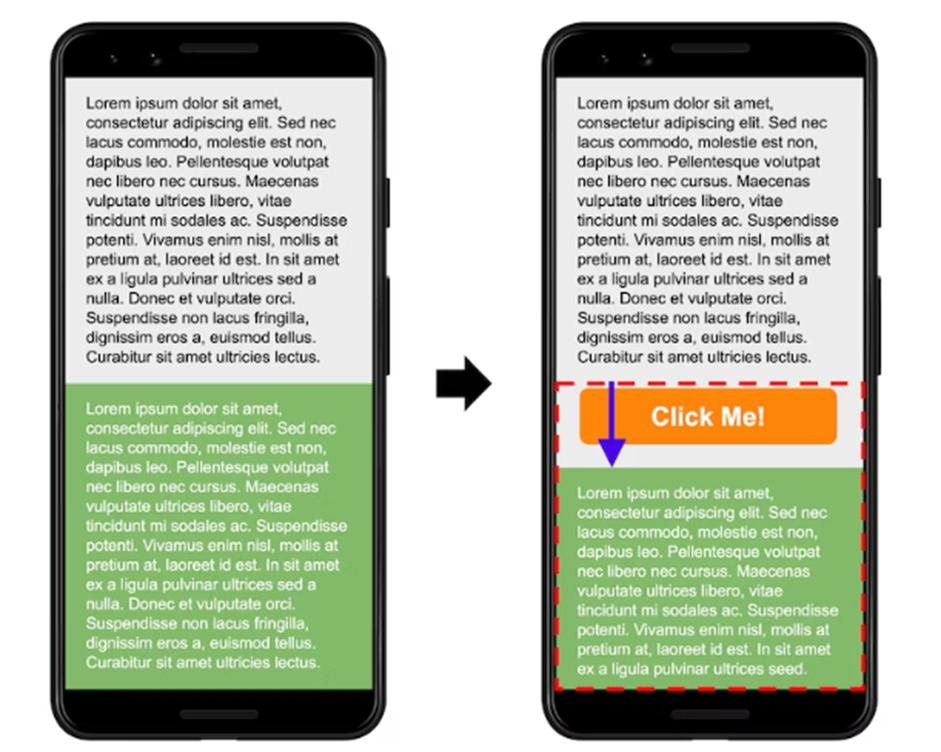 Lorem ipsum dolor sit amet,
consectetur adipiscing elit. Sed nec
lacus commodo, molestie est non,
dapibus leo. Pellentesque volutpat
nec libero nec cursus. Maecenas
vulputate ultrices libero, vitae
tincidunt mi sodales ac. Suspendisse
potenti. Vivamus enim nisl, mollis at
pretium at, laoreet id est. In sit amet
ex a ligula pulvinar ultrices sed a
nulla. Donec et vulputate orci.
Suspendisse non lacus fringilla,
dignissim eros a, euismod tellus.
Curabitur sit amet ultricies lectus.
Lorem ipsum dolor sit amet,
consectetur adipiscing elit. Sed nec
lacus commodo, molestie est non,
dapibus leo. Pellentesque volutpat
nec libero nec cursus. Maecenas
vulputate ultrices libero, vitae
tincidunt mi sodales ac. Suspendisse
potenti. Vivamus enim nisl, mollis at
pretium at, laoreet id est. In sit amet
ex a ligula pulvinar ultrices sed a
nulla. Donec et vulputate orci.
Suspendisse non lacus fringilla,
dignissim eros a, euismod tellus.
Curabitur sit amet ultricies lectus.
Lorem ipsum dolor sit amet,
consectetur adipiscing elit. Sed nec
lacus commodo, molestie est non,
dapibus leo. Pellentesque volutpat
nec libero nec cursus. Maecenas
vulputate ultrices libero, vitae
tincidunt mi sodales ac. Suspendisse
potenti. Vivamus enim nisl, mollis at
pretium at, laoreet id est. In sit amet
ex a ligula pulvinar ultrices sed a
nulla. Donec et vulputate orci.
Suspendisse non lacus fringilla,
dignissim eros a, euismod tellus.
Curabitur sit amet ultricies lectus.
Click Me!
Lorem ipsum dolor sit amet,
consectetur adipiscing elit. Sed nec
lacus commodo, molestie est non,
dapibus leo. Pellentesque volutpat
nec libero nec cursus. Maecenas
vulputate ultrices libero, vitae
tincidunt mi sodales ac. Suspendisse
potenti. Vivamus enim nisl, mollis at
pretium at, laoreet id est. In sit amet
ex a ligula pulvinar ultrices seed.